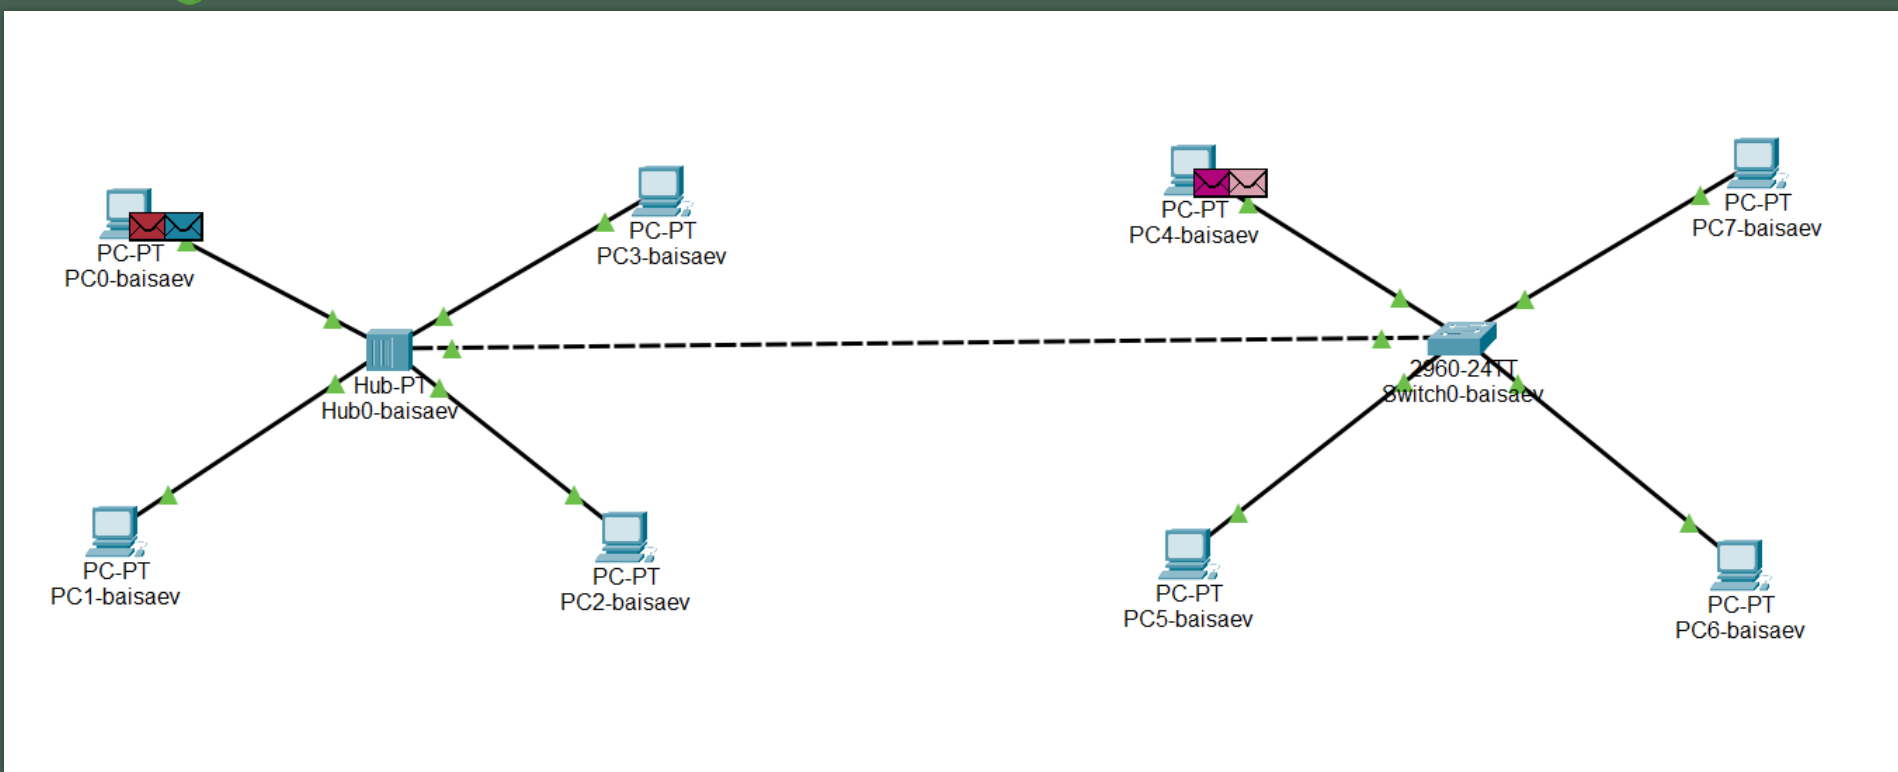 PC-PT
PC0-baisaev
PC-PT
PC3-baisaev
PC-PT
PC4-baisaev
PC-PT
PC7-baisaev
Hub-PT
Hub0-baisaev
2960-24TT
Switch0-baisaev
PC-PT
PC1-baisaev
PC-PT
PC2-baisaev
PC-PT
PC5-baisaev
PC-PT
PC6-baisaev